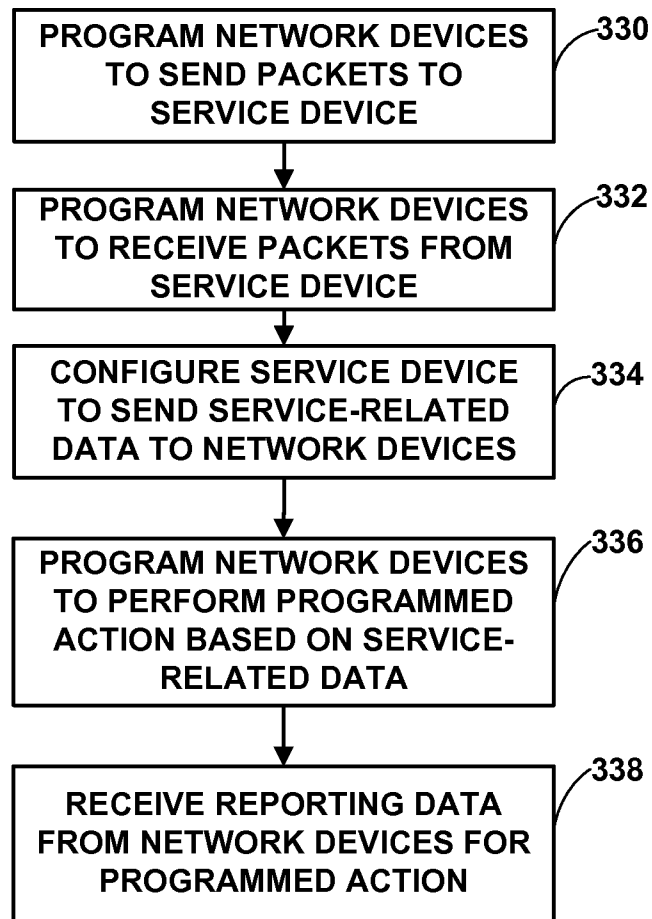 PROGRAM NETWORK DEVICES
TO SEND PACKETS TO
SERVICE DEVICE
330
PROGRAM NETWORK DEVICES
TO RECEIVE PACKETS FROM
SERVICE DEVICE
332
CONFIGURE SERVICE DEVICE
TO SEND SERVICE-RELATED
DATA TO NETWORK DEVICES
334
PROGRAM NETWORK DEVICES
TO PERFORM PROGRAMMED
ACTION BASED ON SERVICE-
RELATED DATA
336
RECEIVE REPORTING DATA
FROM NETWORK DEVICES FOR
PROGRAMMED ACTION
338